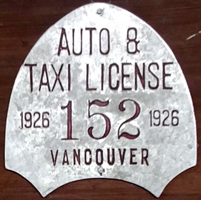 AUTO &
TAXI LICENSE
1926 152 1926
VANCOUVER